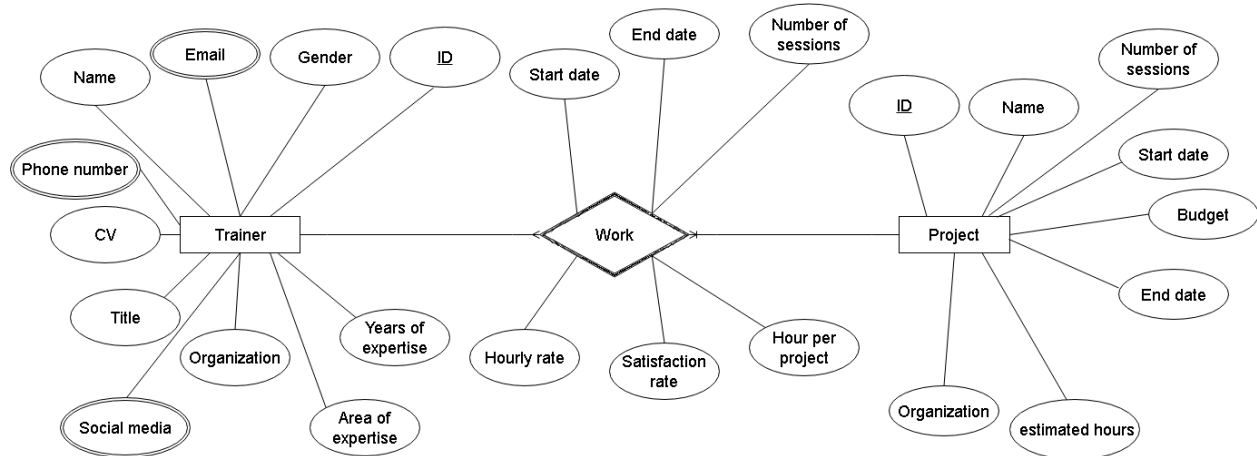 Name
Email
Gender
ID
Start date
End date
Number of
sessions
ID
Name
Number of
sessions
Phone number
Start date
CV
Trainer
Work
Project
Budget
Title
Organization
Years of
expertise
Hourly rate
Satisfaction
rate
Hour per
project
End date
Social media
Area of
expertise
Organization
estimated hours